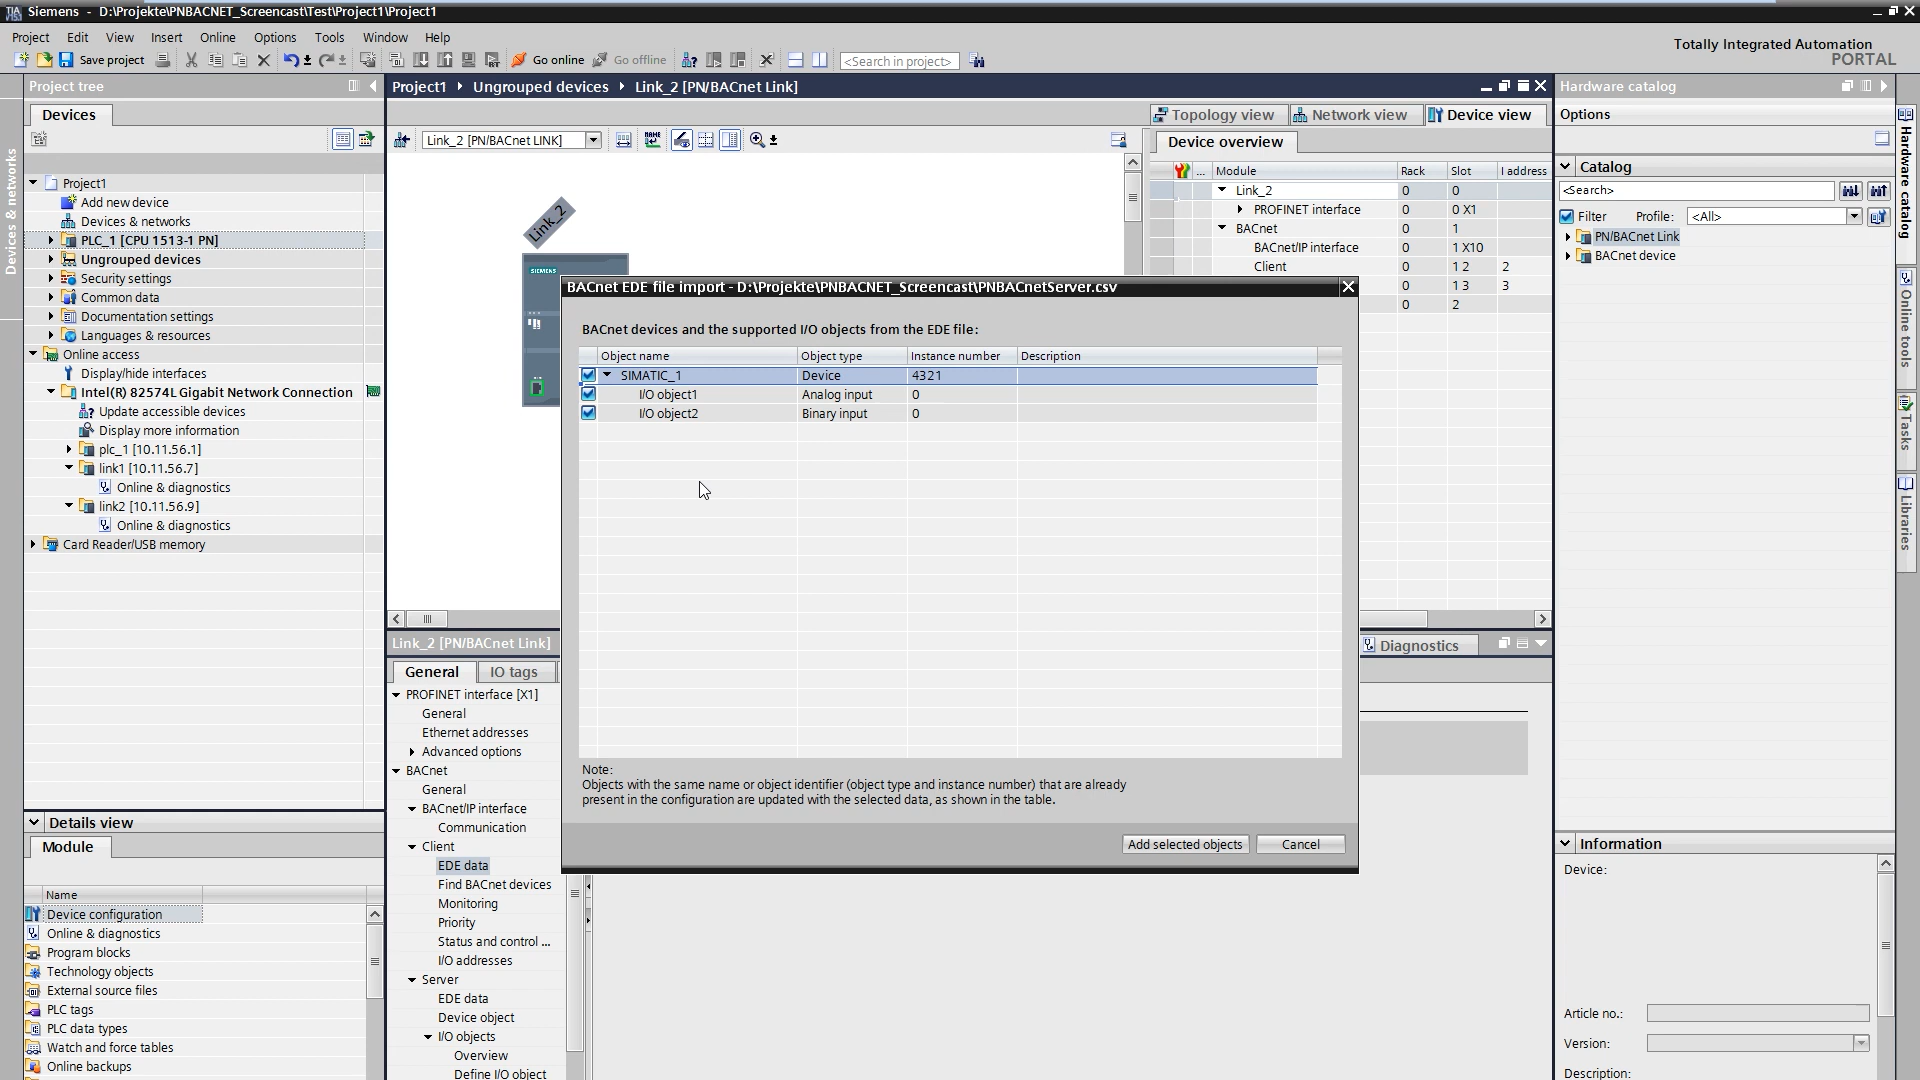 Siemens - D:\Projekte\PNBACNET_Screencast\Test\Project1\Project1
Project Edit View Insert Online Options Tools Window Help
Totally Integrated Automation
PORTAL
Save project
Go online
Go offline
<Search in project>
Project tree
Devices
Devices & networks
Project1
Add new device
Devices & networks
PLC_1 [CPU 1513-1 PN]
Ungrouped devices
Security settings
Common data
Documentation settings
Languages & resources
Online access
Display/hide interfaces
Intel(R) 82574L Gigabit Network Connection
Update accessible devices
Display more information
plc_1 [10.11.56.1]
link1 [10.11.56.7]
Online & diagnostics
link2 [10.11.56.9]
Online & diagnostics
Card Reader/USB memory
Details view
Module
Name
Device configuration
Online & diagnostics
Program blocks
Technology objects
External source files
PLC tags
PLC data types
Watch and force tables
Online backups
Project1 Ungrouped devices Link_2 [PN/BACnet Link]
Topology view Network view Device view
Link_2 [PN/BACnet LINK]
Link_2
SIEMENS
Device overview
... Module Rack Slot I address
Link_2 0 0
PROFINET interface 0 0 X1
BACnet 0 1
BACnet/IP interface 0 1 X10
Client 0 1 2 2
0 1 3 3
0 2
BACnet EDE file import - D:\Projekte\PNBACNET_Screencast\PNBACnetServer.csv
BACnet devices and the supported I/O objects from the EDE file:
Object name Object type Instance number Description
SIMATIC_1 Device 4321
I/O object1 Analog input 0
I/O object2 Binary input 0
Note:
Objects with the same name or object identifier (object type and instance number) that are already
present in the configuration are updated with the selected data, as shown in the table.
Add selected objects
Cancel
Link_2 [PN/BACnet Link]
Diagnostics
General IO tags
PROFINET interface [X1]
General
Ethernet addresses
Advanced options
BACnet
General
BACnet/IP interface
Communication
Client
EDE data
Find BACnet devices
Monitoring
Priority
Status and control ...
I/O addresses
Server
EDE data
Device object
I/O objects
Overview
Define I/O object
Hardware catalog
Options
Catalog
<Search>
Filter Profile: <All>
PN/BACnet Link
BACnet device
Information
Device:
Article no.:
Version:
Description:
Hardware catalog
Online tools
Tasks
Libraries